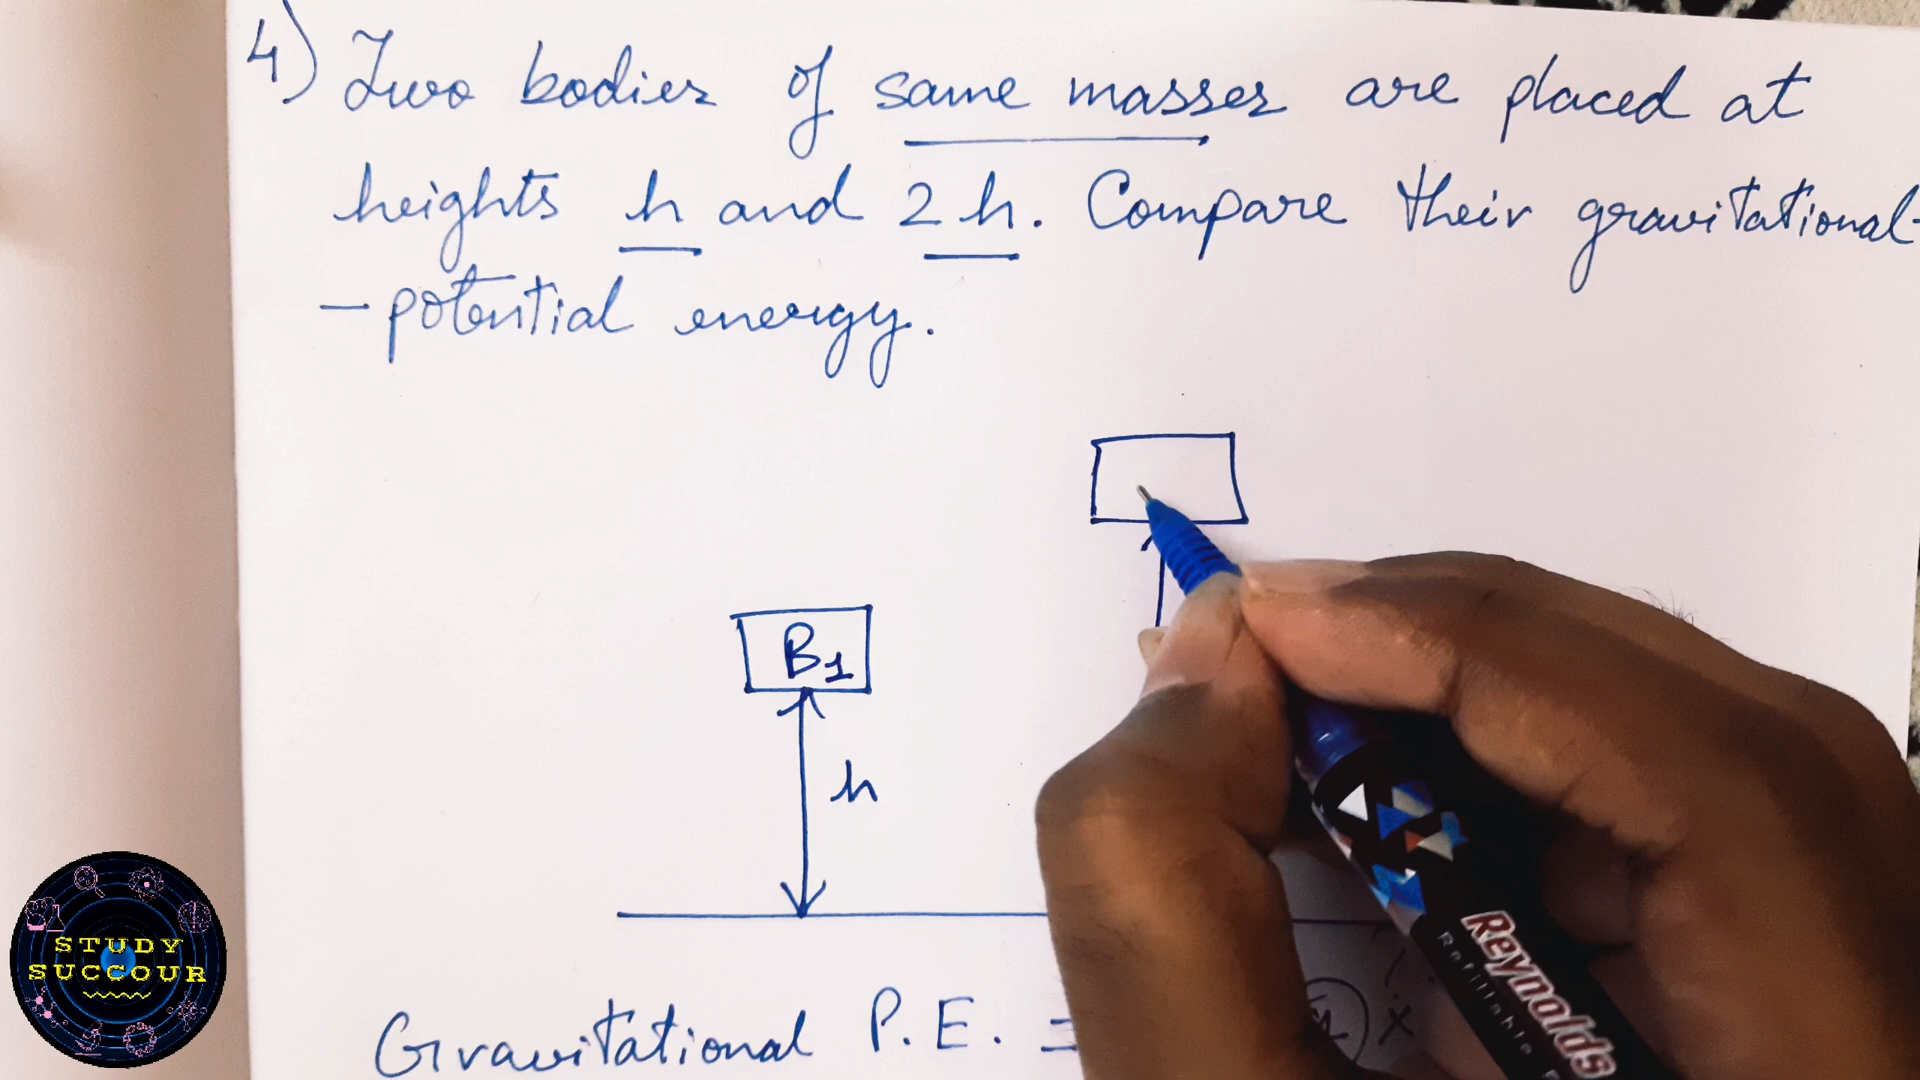 4) Two bodies of same masses are placed at
heights h and 2h. Compare their gravitational-
-potential energy.
B1
h
Gravitational P.E. =
x
STUDY
SUCCOUR
Reynolds
Refillable